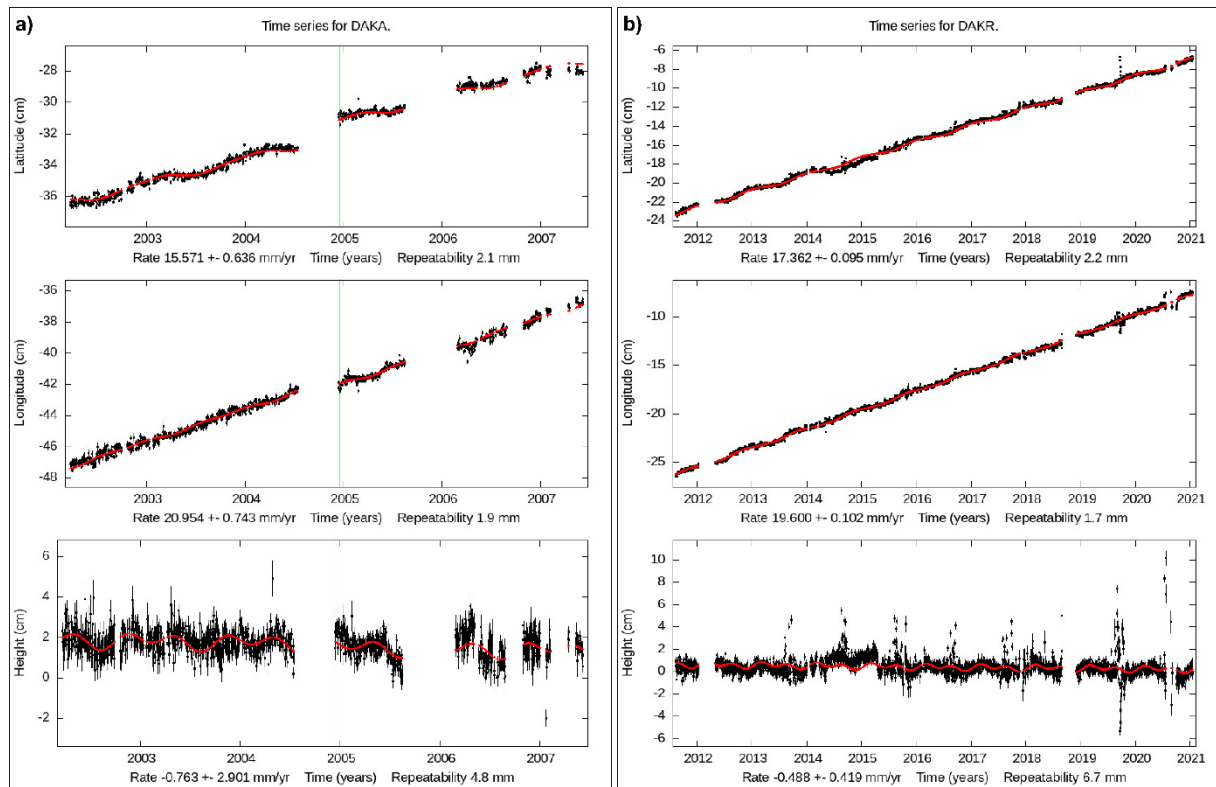 a)
Time series for DAKA.
Latitude (cm)
-28
-30
-32
-34
-36
2003 2004 2005 2006 2007
Rate 15.571 +- 0.636 mm/yr Time (years) Repeatability 2.1 mm
Longitude (cm)
-36
-38
-40
-42
-44
-46
-48
2003 2004 2005 2006 2007
Rate 20.954 +- 0.743 mm/yr Time (years) Repeatability 1.9 mm
Height (cm)
6
4
2
0
-2
2003 2004 2005 2006 2007
Rate -0.763 +- 2.901 mm/yr Time (years) Repeatability 4.8 mm
b)
Time series for DAKR.
Latitude (cm)
-6
-8
-10
-12
-14
-16
-18
-20
-22
-24
2012 2013 2014 2015 2016 2017 2018 2019 2020 2021
Rate 17.362 +- 0.095 mm/yr Time (years) Repeatability 2.2 mm
Longitude (cm)
-10
-15
-20
-25
2012 2013 2014 2015 2016 2017 2018 2019 2020 2021
Rate 19.600 +- 0.102 mm/yr Time (years) Repeatability 1.7 mm
Height (cm)
10
8
6
4
2
0
-2
-4
-6
2012 2013 2014 2015 2016 2017 2018 2019 2020 2021
Rate -0.488 +- 0.419 mm/yr Time (years) Repeatability 6.7 mm